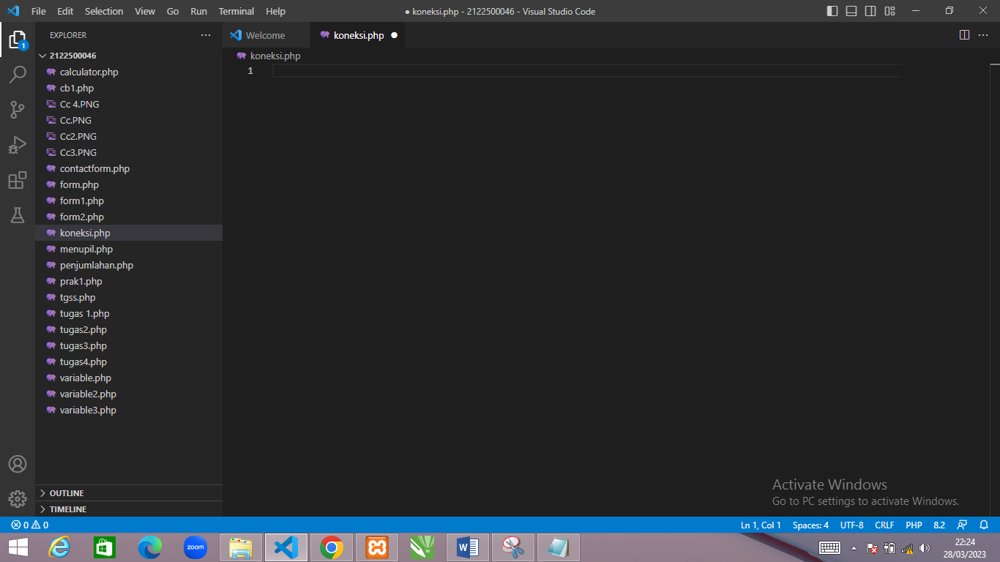 File Edit Selection View Go Run Terminal Help ● koneksi.php - 2122500046 - Visual Studio Code
EXPLORER
Welcome koneksi.php
2122500046
koneksi.php
1
calculator.php
cb1.php
Cc 4.PNG
Cc.PNG
Cc2.PNG
Cc3.PNG
contactform.php
form.php
form1.php
form2.php
koneksi.php
menupil.php
penjumlahan.php
prak1.php
tgss.php
tugas 1.php
tugas2.php
tugas3.php
tugas4.php
variable.php
variable2.php
variable3.php
OUTLINE
TIMELINE
Activate Windows
Go to PC settings to activate Windows.
0 0 Ln 1, Col 1 Spaces: 4 UTF-8 CRLF PHP 8.2
1
zoom
22:24
28/03/2023